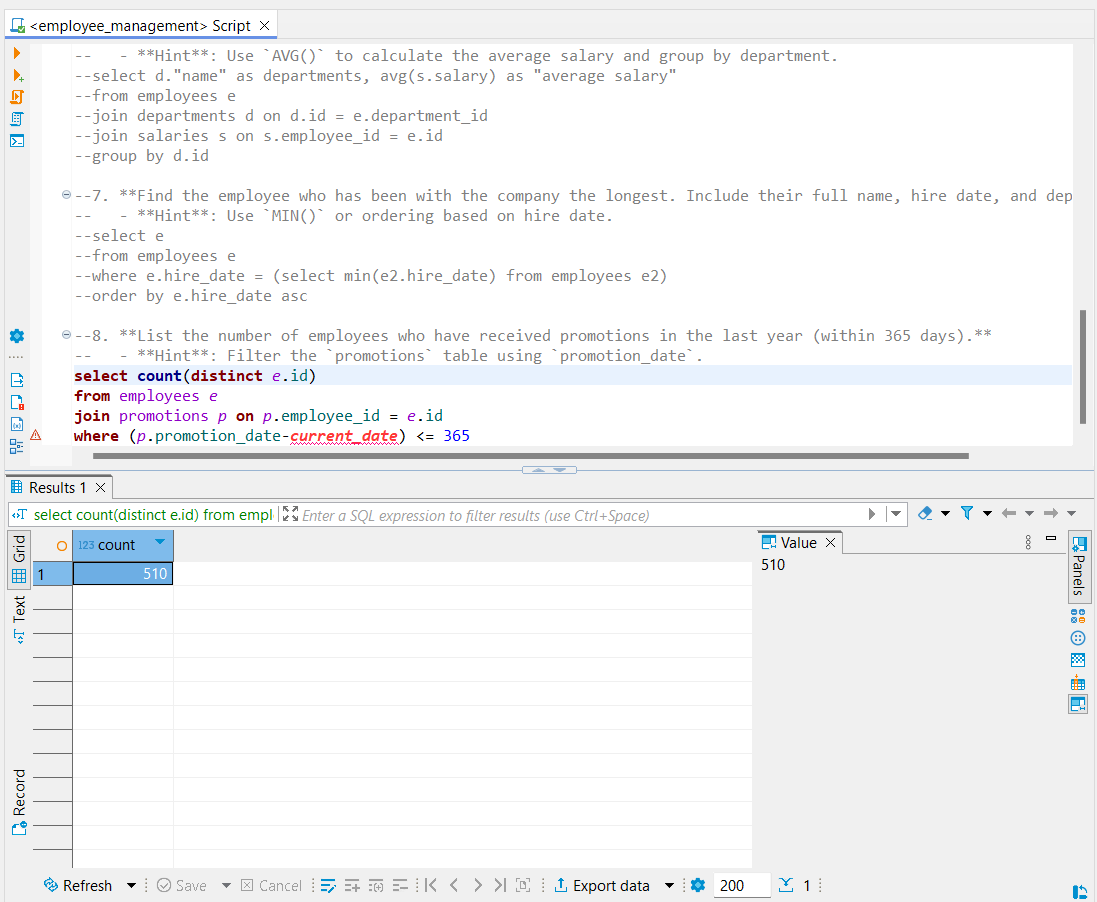 <employee_management> Script
--   - **Hint**: Use `AVG()` to calculate the average salary and group by department.
--select d."name" as departments, avg(s.salary) as "average salary"
--from employees e
--join departments d on d.id = e.department_id
--join salaries s on s.employee_id = e.id
--group by d.id
--7. **Find the employee who has been with the company the longest. Include their full name, hire date, and dep
--   - **Hint**: Use `MIN()` or ordering based on hire date.
--select e
--from employees e
--where e.hire_date = (select min(e2.hire_date) from employees e2)
--order by e.hire_date asc
--8. **List the number of employees who have received promotions in the last year (within 365 days).**
--   - **Hint**: Filter the `promotions` table using `promotion_date`.
select count(distinct e.id)
from employees e
join promotions p on p.employee_id = e.id
where (p.promotion_date-current_date) <= 365
Results 1
select count(distinct e.id) from empl
Enter a SQL expression to filter results (use Ctrl+Space)
Grid
Text
Record
123 count
1
510
Value
510
Panels
Refresh
Save
Cancel
Export data
200
1